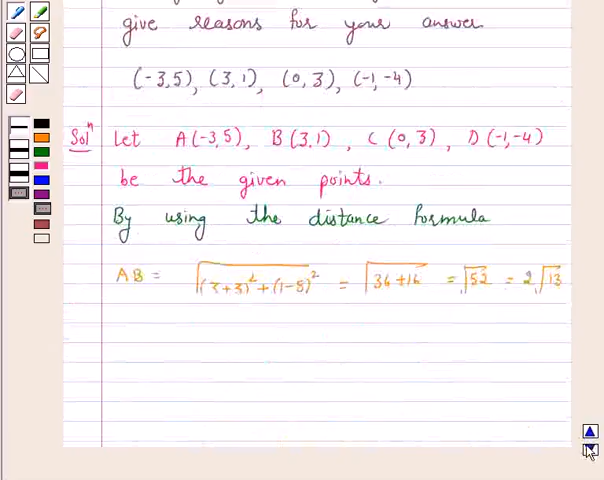 give reasons for your answer
(-3,5), (3,1), (0,3), (-1,-4)
Solⁿ Let A(-3,5), B(3,1), C(0,3), D(-1,-4)
be the given points.
By using the distance formula
AB = √(3+3)²+(1-5)² = √36+16 = √52 = 2√13